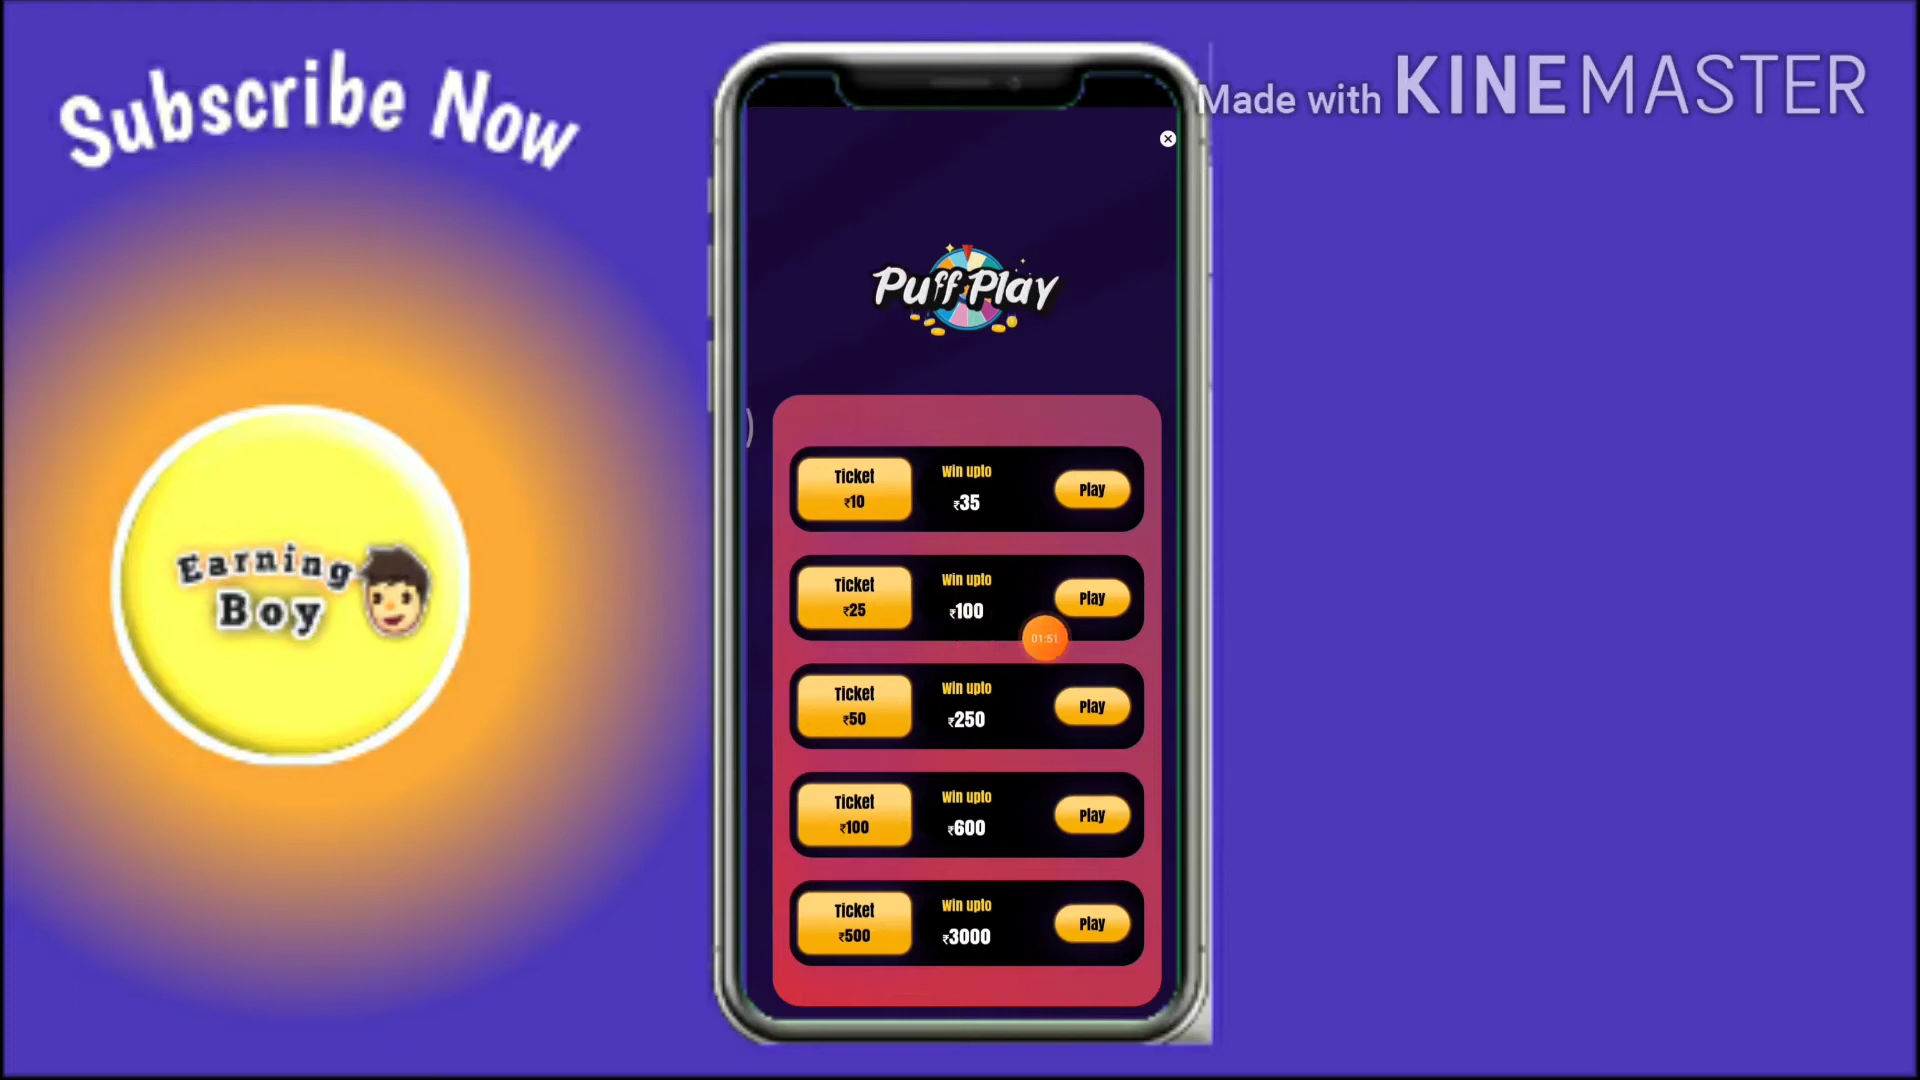 Subscribe Now
Made with KINEMASTER
Puff Play
Earning
Boy
Ticket
₹10
Win upto
₹35
Play
Ticket
₹25
Win upto
₹100
Play
01:51
Ticket
₹50
Win upto
₹250
Play
Ticket
₹100
Win upto
₹600
Play
Ticket
₹500
Win upto
₹3000
Play